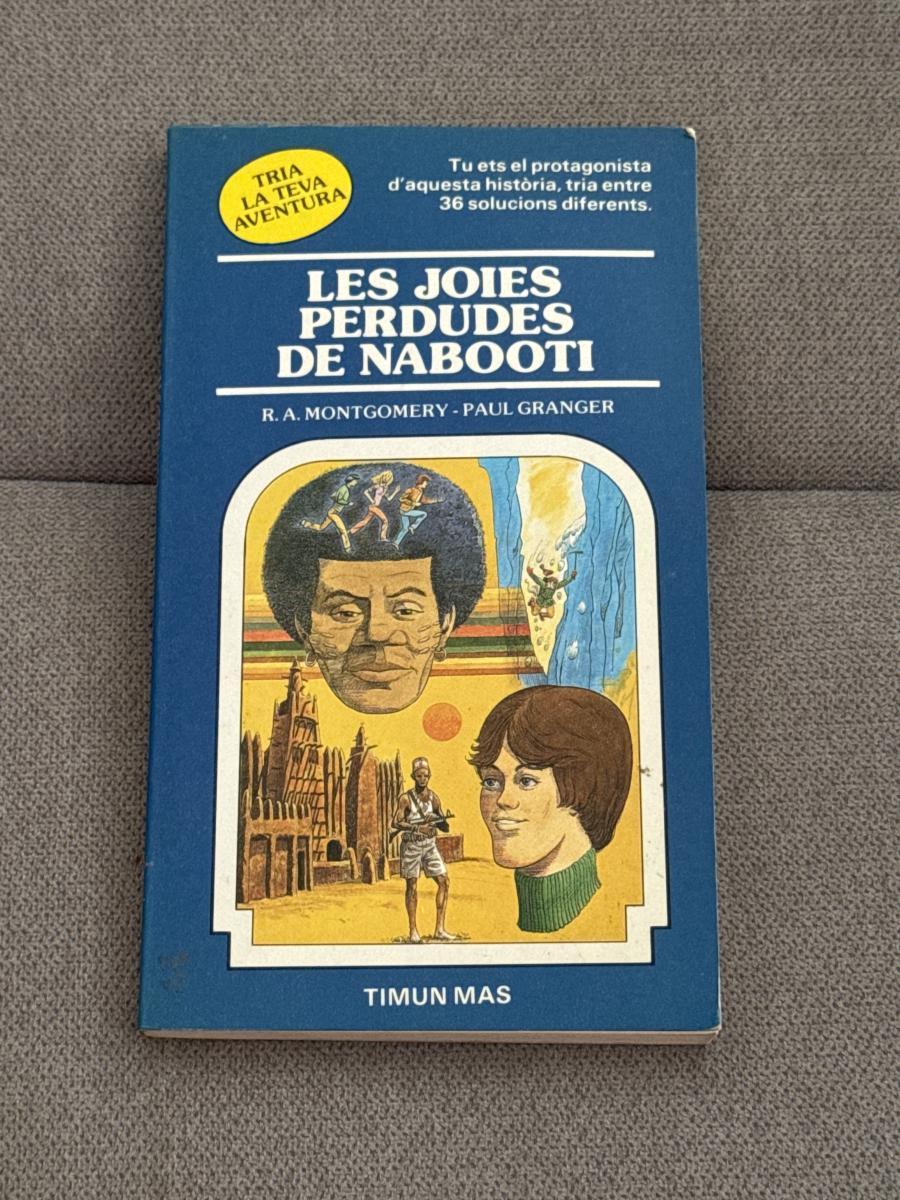 TRIA
LA TEVA
AVENTURA
Tu ets el protagonista
d'aquesta història, tria entre
36 solucions diferents.
LES JOIES
PERDUDES
DE NABOOTI
R. A. MONTGOMERY - PAUL GRANGER
TIMUN MAS